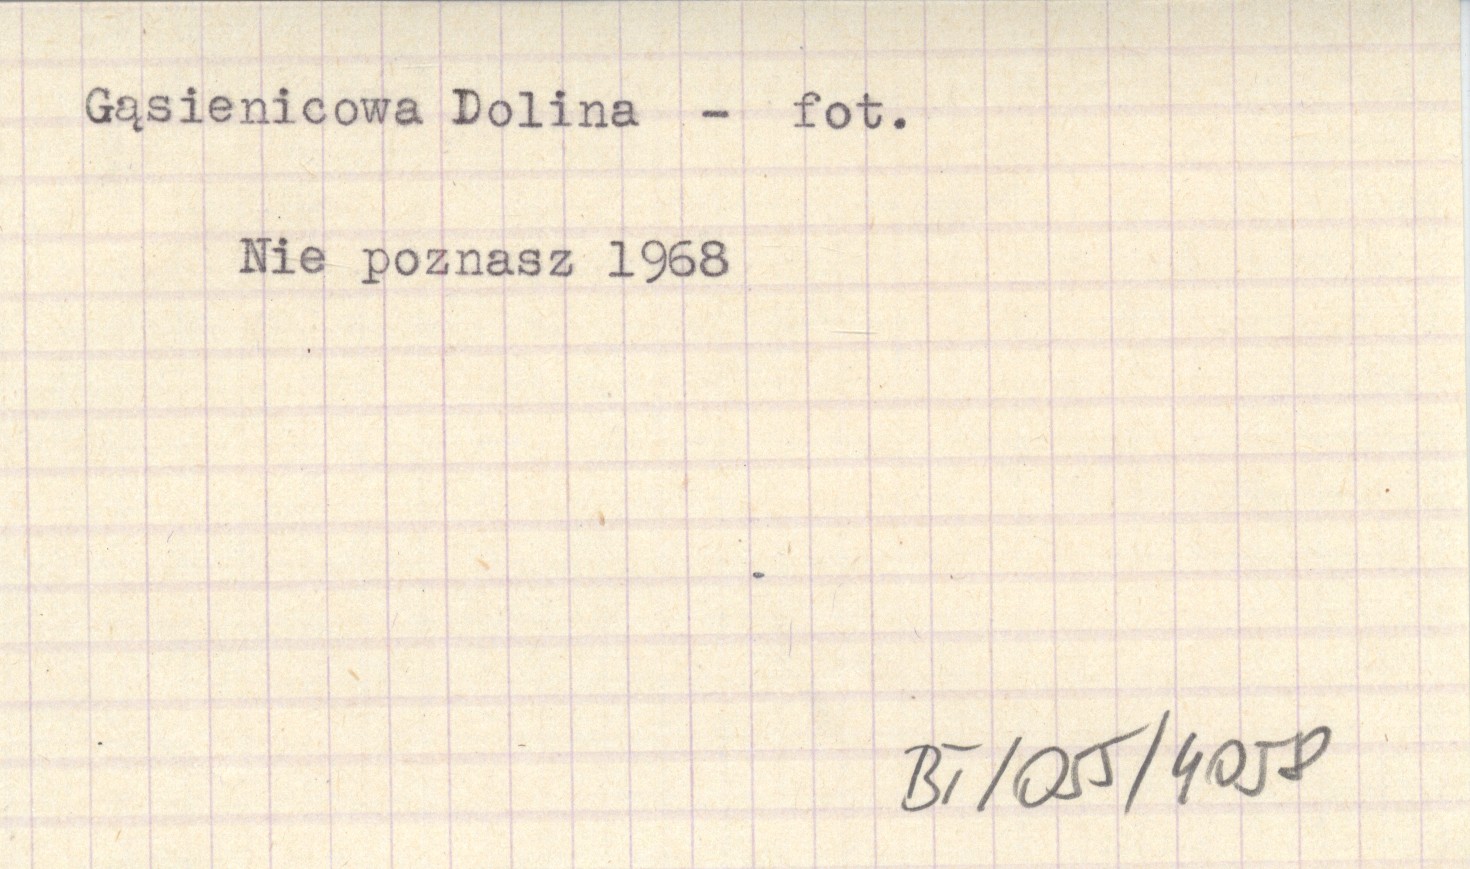 Gąsienicowa Dolina - fot.
Nie poznasz 1968
BT/055/4058